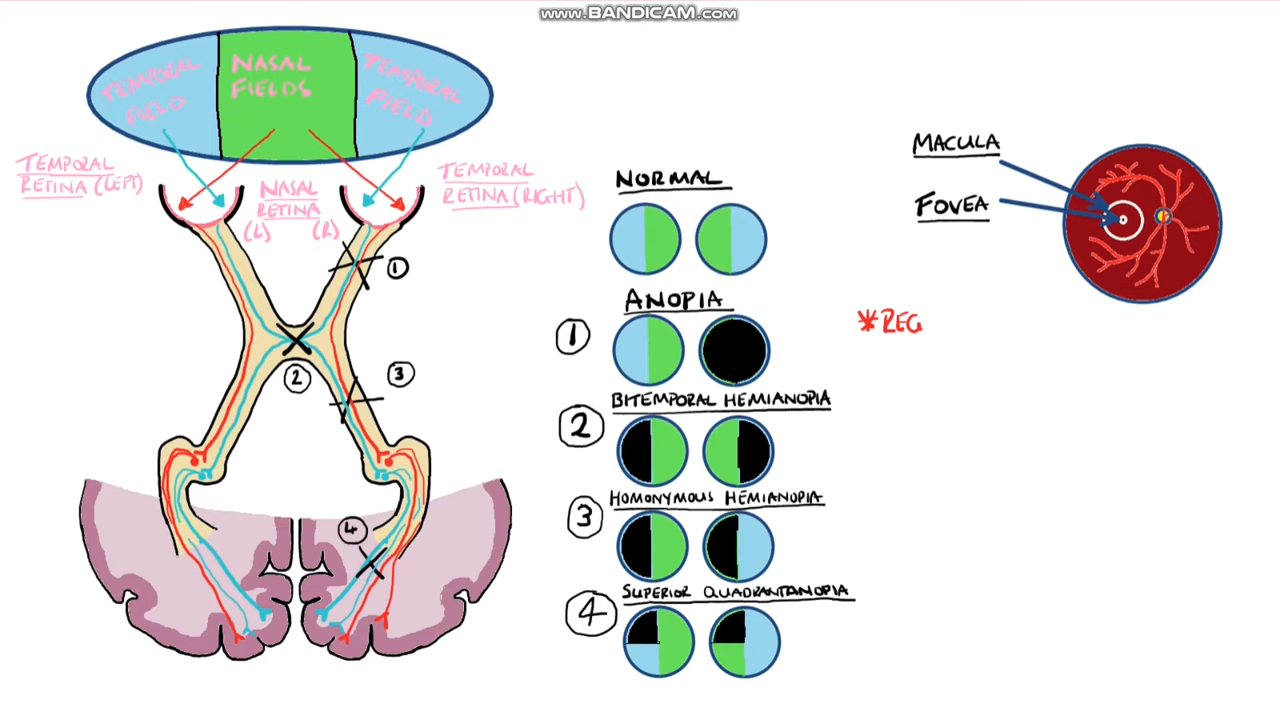 www.BANDICAM.com
TEMPORAL
FIELD
NASAL
FIELDS
TEMPORAL
FIELD
TEMPORAL
RETINA (LEFT)
NASAL
RETINA
(L) (R)
TEMPORAL
RETINA (RIGHT)
1
2
3
4
NORMAL
ANOPIA
1
BITEMPORAL HEMIANOPIA
2
HOMONYMOUS HEMIANOPIA
3
SUPERIOR QUADRANTANOPIA
4
MACULA
FOVEA
*REG